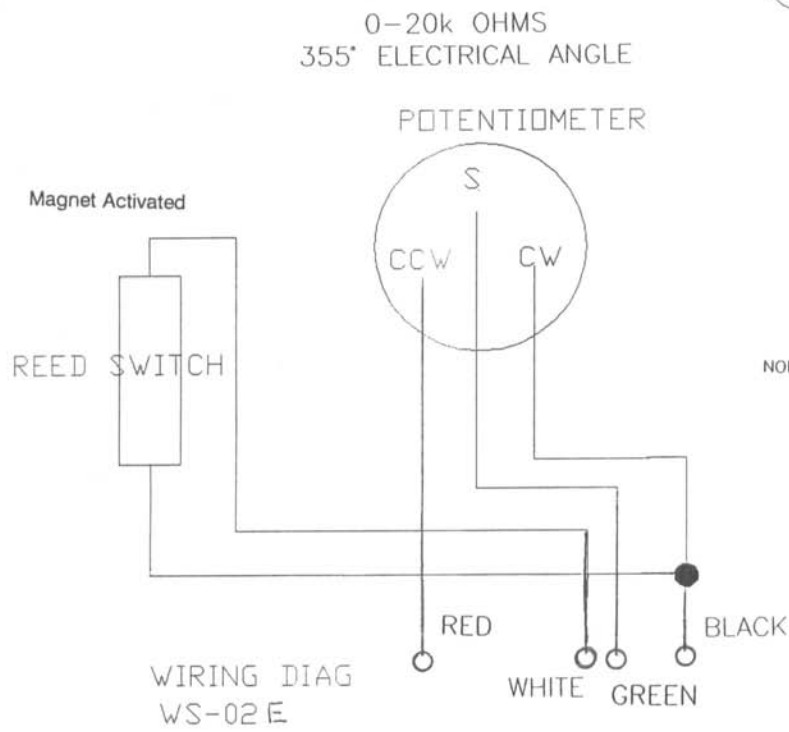 0-20k OHMS
355° ELECTRICAL ANGLE
POTENTIOMETER
S
Magnet Activated
CCW
CW
REED SWITCH
RED
BLACK
WHITE
GREEN
WIRING DIAG
WS-02E